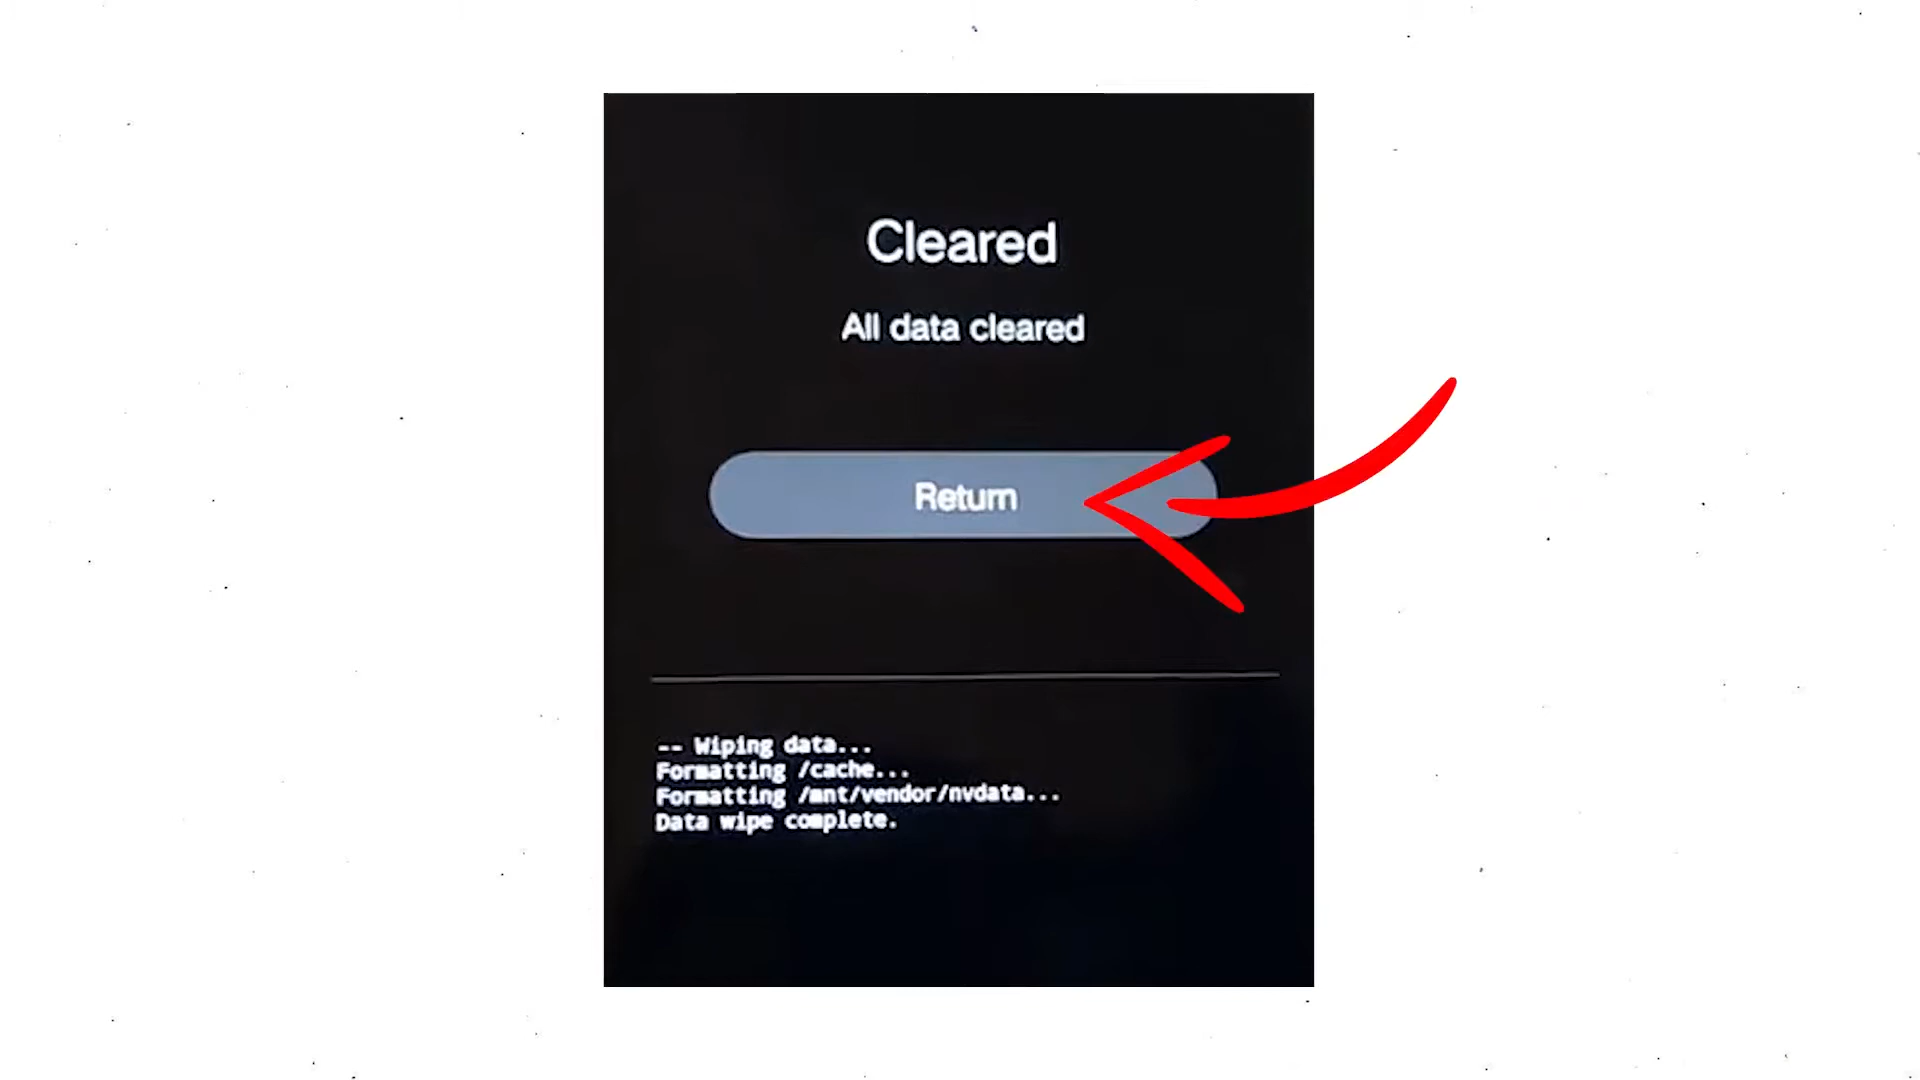 Cleared
All data cleared
Return
-- Wiping data...
Formatting /cache...
Formatting /mnt/vendor/nvdata...
Data wipe complete.